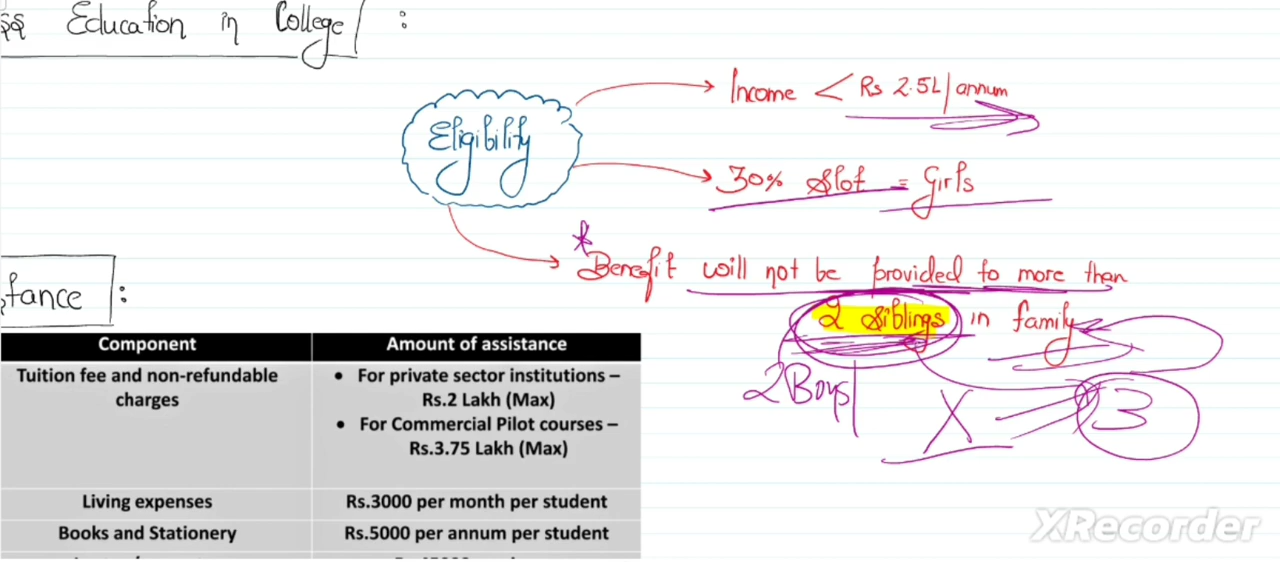 Education in College :
Income < Rs 2.5L/annum
Eligibility
30% Slot = Girls
* Benefit will not be provided to more than
2 Siblings in family
2 Boys
X
3
:
Component Amount of assistance
Tuition fee and non-refundable charges
• For private sector institutions –
Rs.2 Lakh (Max)
• For Commercial Pilot courses –
Rs.3.75 Lakh (Max)
Living expenses Rs.3000 per month per student
Books and Stationery Rs.5000 per annum per student
XRecorder